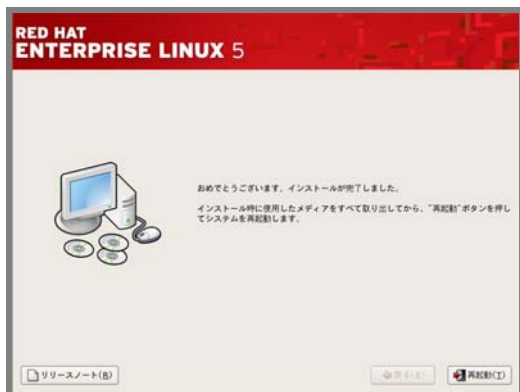 RED HAT
ENTERPRISE LINUX 5
おめでとうございます。インストールが完了しました。
インストール時に使用したメディアをすべて取り出してから、"再起動"ボタンを押し
てシステムを再起動します。
リリースノート(R)
戻る(B)
再起動(T)